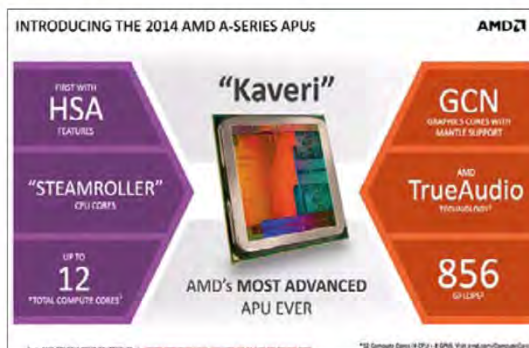 INTRODUCING THE 2014 AMD A-SERIES APUs
AMD
FIRST WITH
HSA
FEATURES
"STEAMROLLER"
CPU CORES
UP TO
12
"TOTAL COMPUTE CORES
"Kaveri"
AMD's MOST ADVANCED
APU EVER
GCN
GRAPHICS CORES WITH
MANTLE SUPPORT
AMD
TrueAudio
TECHNOLOGY
856
GFLOPS